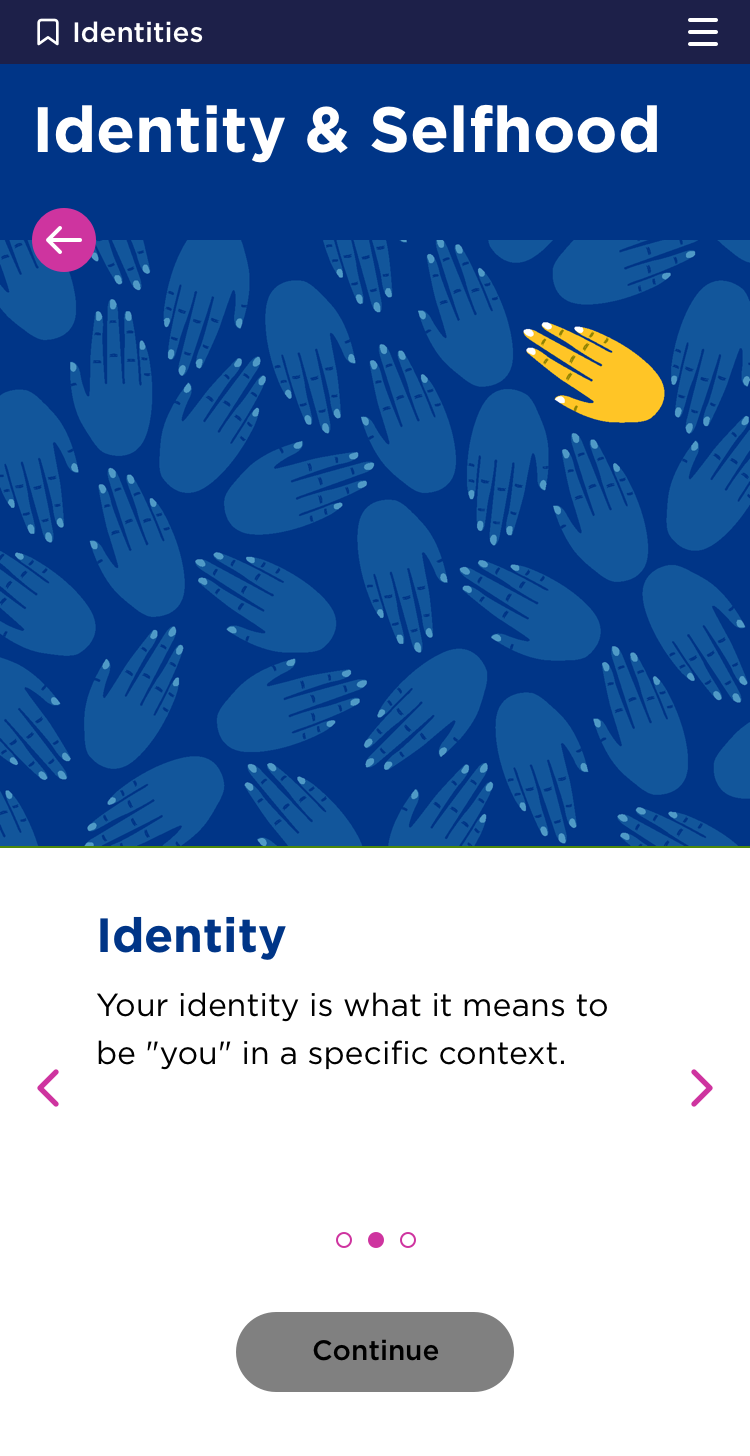 Identities
Identity & Selfhood
Identity
Your identity is what it means to
be "you" in a specific context.
Continue